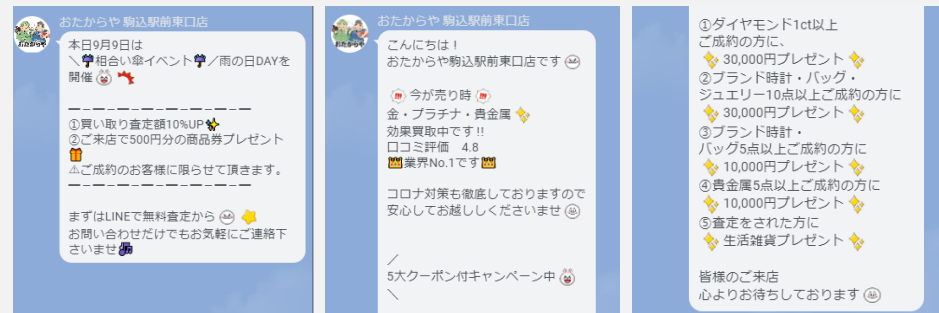 おたからや 駒込駅前東口店
おたからや
本日9月9日は
＼☂相合い傘イベント☂／雨の日DAYを
開催
ー－ー－ー－ー－ー－ー－ー
①買い取り査定額10%UP
②ご来店で500円分の商品券プレゼント
⚠ご成約のお客様に限らせて頂きます。
ー－ー－ー－ー－ー－ー－ー
まずはLINEで無料査定から
お問い合わせだけでもお気軽にご連絡下
さいませ
おたからや 駒込駅前東口店
おたからや
こんにちは！
おたからや駒込駅前東口店です
今が売り時
金・プラチナ・貴金属
効果買取中です!!
口コミ評価　4.8
業界No.1です
コロナ対策も徹底しておりますので
安心してお越ししくださいませ
／
5大クーポン付キャンペーン中
＼
①ダイヤモンド1ct以上
ご成約の方に、
30,000円プレゼント
②ブランド時計・バッグ・
ジュエリー10点以上ご成約の方に
30,000円プレゼント
③ブランド時計・
バッグ5点以上ご成約の方に
10,000円プレゼント
④貴金属5点以上ご成約の方に
10,000円プレゼント
⑤査定をされた方に
生活雑貨プレゼント
皆様のご来店
心よりお待ちしております